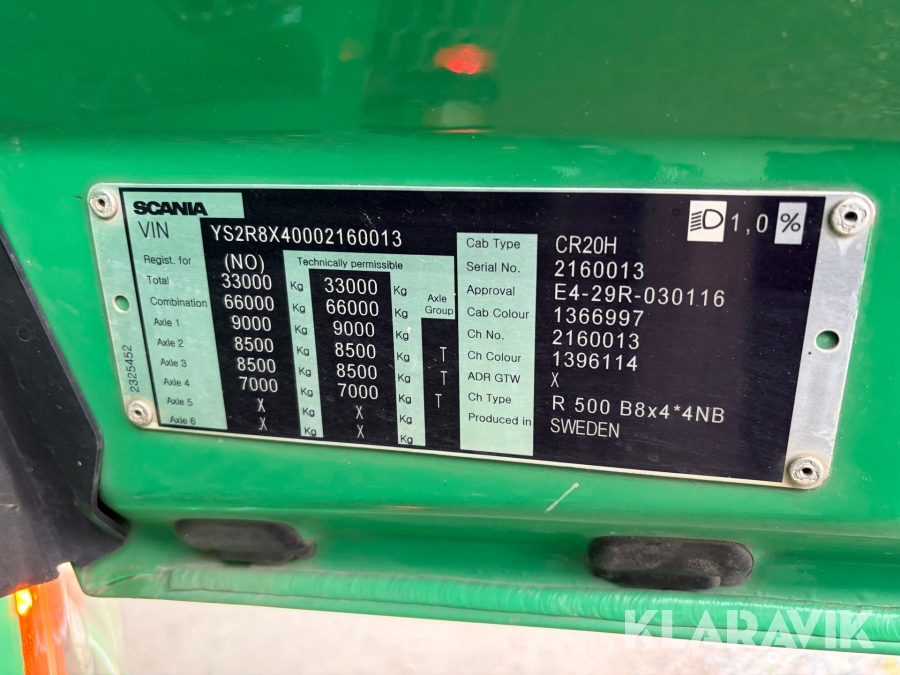 SCANIA
VIN YS2R8X40002160013
1,0 %
Regist. for (NO) Technically permissible
Total 33000 Kg 33000 Kg Axle Group
Combination 66000 Kg 66000 Kg
Axle 1 9000 Kg 9000 Kg
Axle 2 8500 Kg 8500 Kg T
Axle 3 8500 Kg 8500 Kg T
Axle 4 7000 Kg 7000 Kg T
Axle 5 X Kg X Kg
Axle 6 X Kg X Kg
2325452
Cab Type CR20H
Serial No. 2160013
Approval E4-29R-030116
Cab Colour 1366997
Ch No. 2160013
Ch Colour 1396114
ADR GTW X
Ch Type R 500 B8x4*4NB
Produced in SWEDEN
KLARAVIK